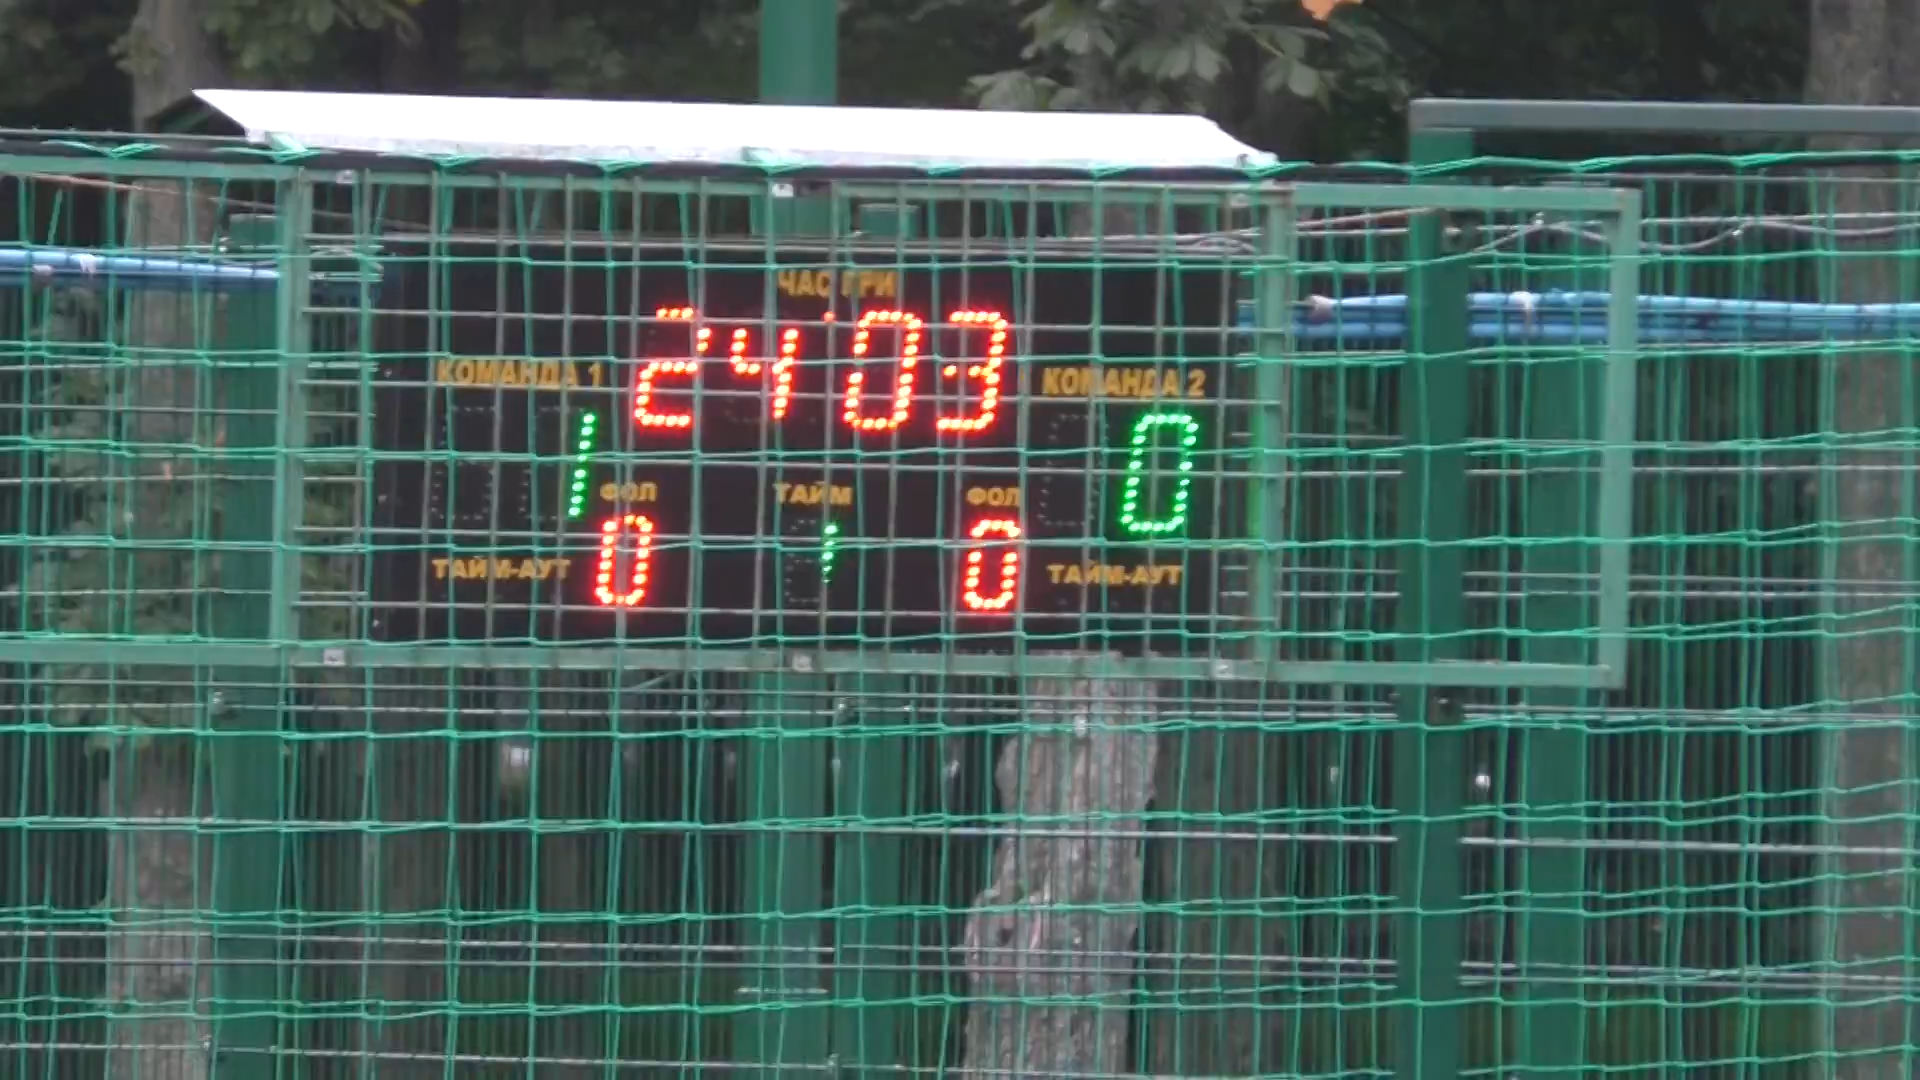 ЧАС ГРИ
24:03
КОМАНДА 1 КОМАНДА 2
1 0
ФОЛ ТАЙМ ФОЛ
0 1 0
ТАЙМ-АУТ ТАЙМ-АУТ